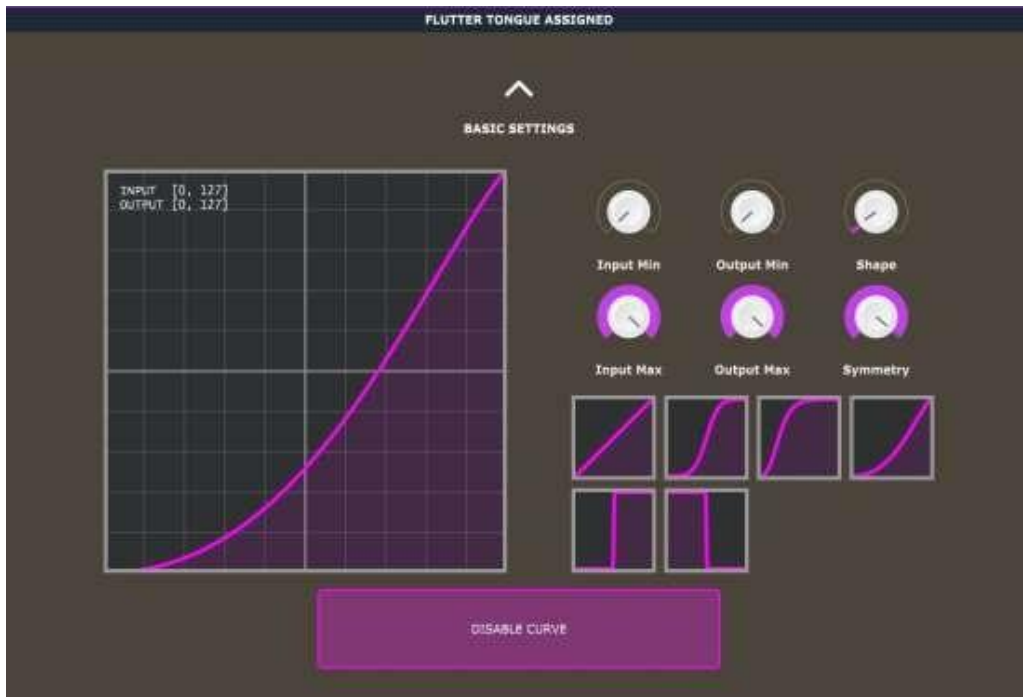 FLUTTER TONGUE ASSIGNED
BASIC SETTINGS
INPUT [0, 127]
OUTPUT [0, 127]
Input Min
Output Min
Shape
Input Max
Output Max
Symmetry
DISABLE CURVE